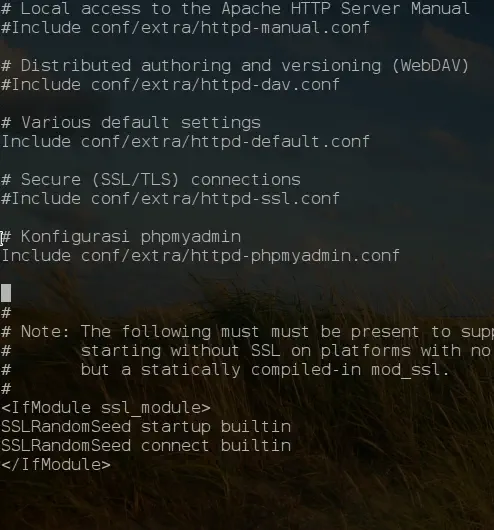 # Local access to the Apache HTTP Server Manual
#Include conf/extra/httpd-manual.conf
# Distributed authoring and versioning (WebDAV)
#Include conf/extra/httpd-dav.conf
# Various default settings
Include conf/extra/httpd-default.conf
# Secure (SSL/TLS) connections
#Include conf/extra/httpd-ssl.conf
# Konfigurasi phpmyadmin
Include conf/extra/httpd-phpmyadmin.conf
#
# Note: The following must must be present to supp
#       starting without SSL on platforms with no
#       but a statically compiled-in mod_ssl.
#
<IfModule ssl_module>
SSLRandomSeed startup builtin
SSLRandomSeed connect builtin
</IfModule>